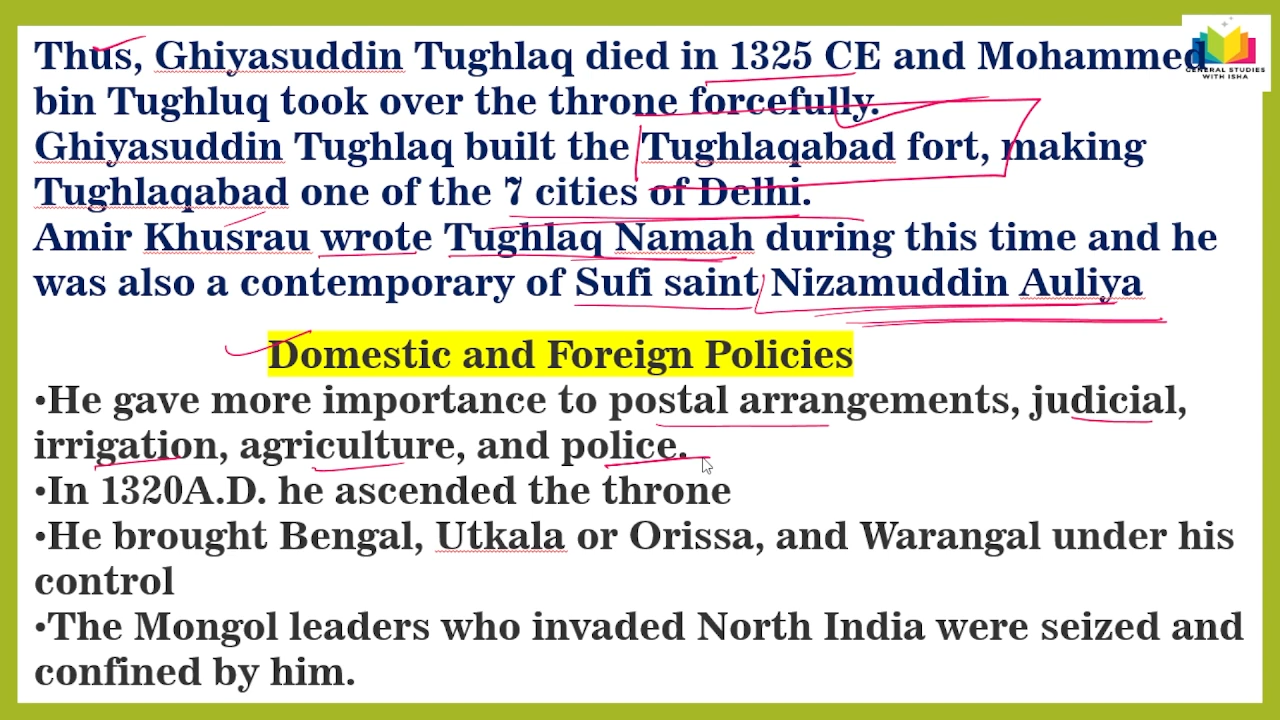 Thus, Ghiyasuddin Tughlaq died in 1325 CE and Mohammed
bin Tughluq took over the throne forcefully.
Ghiyasuddin Tughlaq built the Tughlaqabad fort, making
Tughlaqabad one of the 7 cities of Delhi.
Amir Khusrau wrote Tughlaq Namah during this time and he
was also a contemporary of Sufi saint Nizamuddin Auliya
Domestic and Foreign Policies
•He gave more importance to postal arrangements, judicial,
irrigation, agriculture, and police.
•In 1320A.D. he ascended the throne
•He brought Bengal, Utkala or Orissa, and Warangal under his
control
•The Mongol leaders who invaded North India were seized and
confined by him.
GENERAL STUDIES
WITH ISHA